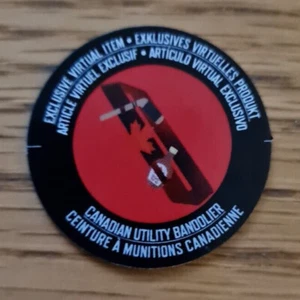 EXCLUSIVE VIRTUAL ITEM • EXKLUSIVES VIRTUELLES PRODUKT
ARTICLE VIRTUEL EXCLUSIF • ARTÍCULO VIRTUAL EXCLUSIVO
CANADIAN UTILITY BANDOLIER
CEINTURE À MUNITIONS CANADIENNE